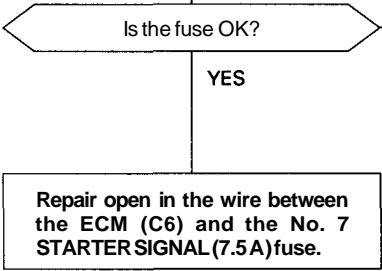 Is the fuse OK?
YES
Repair open in the wire between
the ECM (C6) and the No. 7
STARTER SIGNAL (7.5 A) fuse.